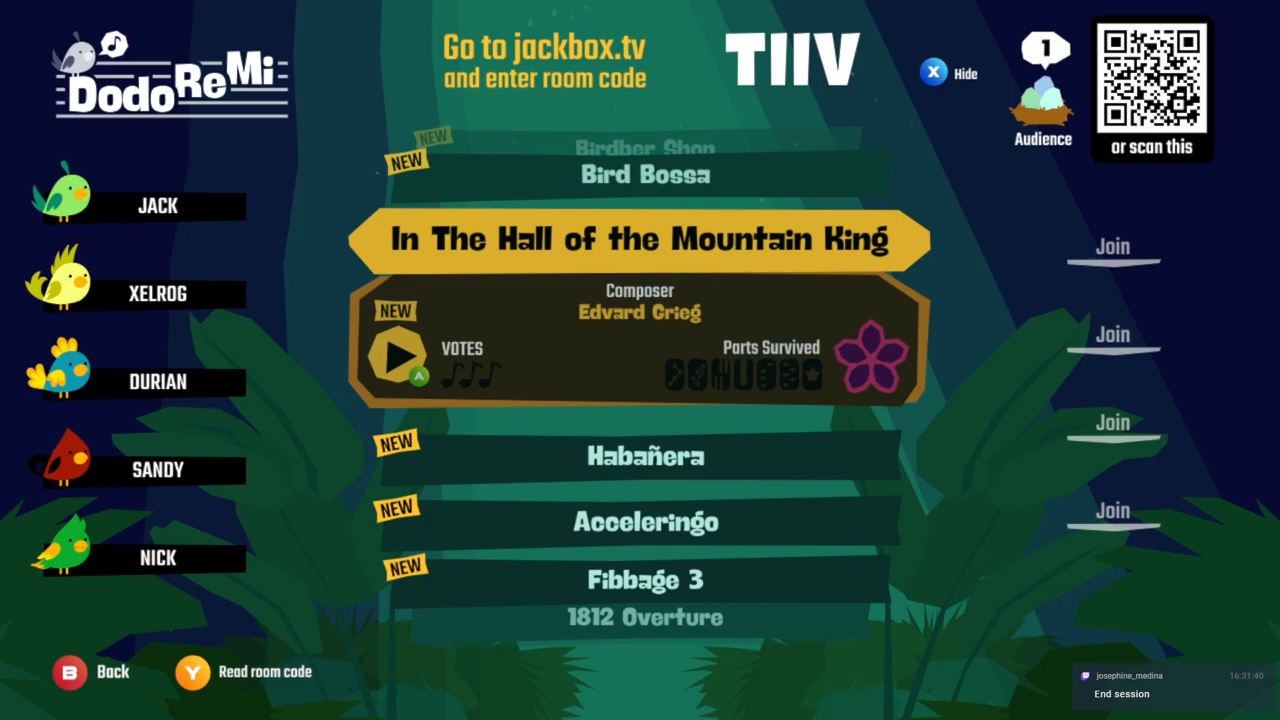 DodoReMi
Go to jackbox.tv
and enter room code
TIIV
X Hide
1
Audience
or scan this
NEW
Birdber Shop
NEW
Bird Bossa
In The Hall of the Mountain King
Composer
Edvard Grieg
NEW
VOTES
Parts Survived
A
NEW
Habañera
NEW
Acceleringo
NEW
Fibbage 3
1812 Overture
JACK
XELROG
DURIAN
SANDY
NICK
Join
Join
Join
Join
B Back
Y Read room code
josephine_medina 16:31:40
End session